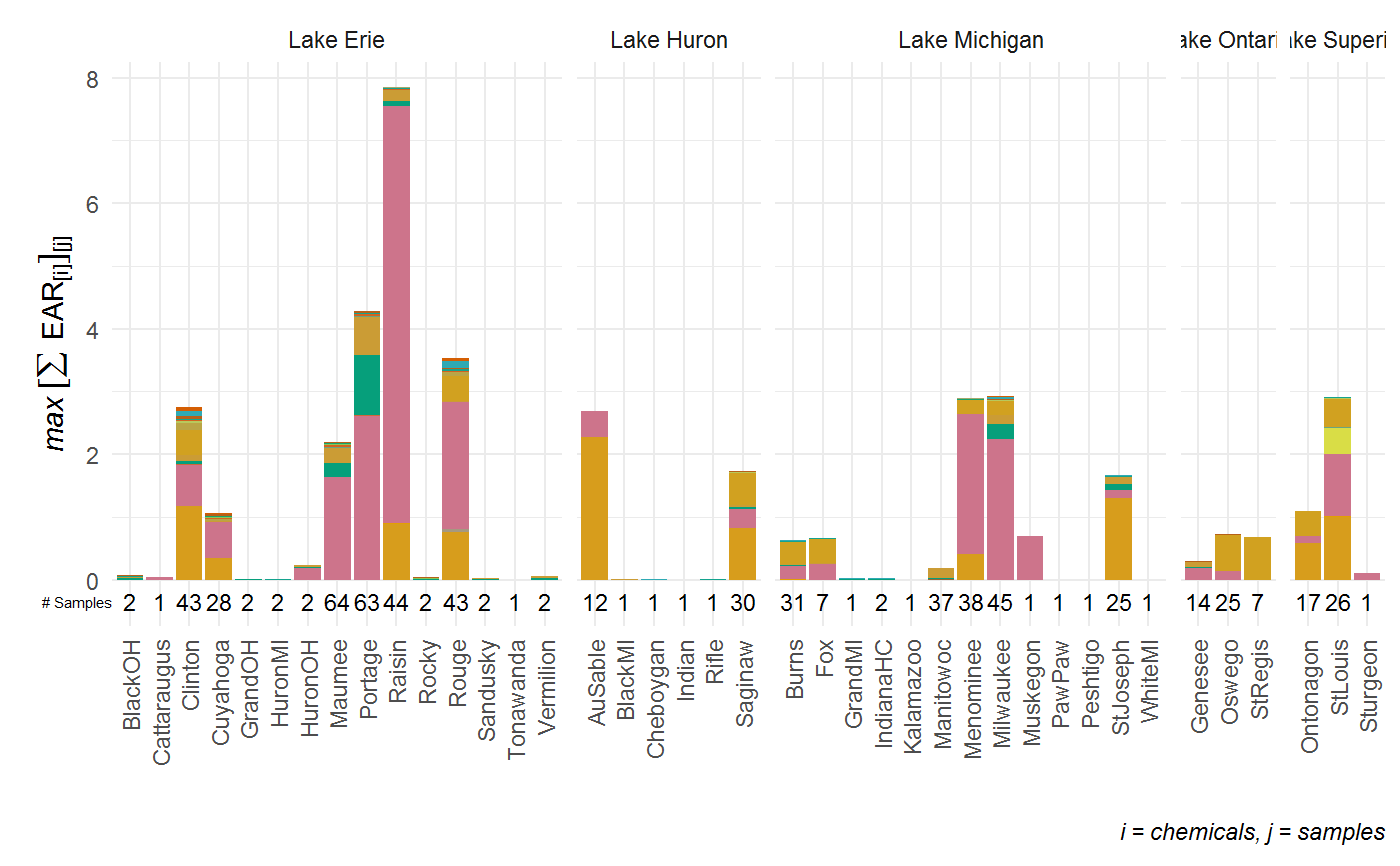 Lake Erie Lake Huron Lake Michigan ake Ontari ake Superi
max [∑ EAR[i]][j]
8
6
4
2
0
# Samples 2 1 43 28 2 2 2 64 63 44 2 43 2 1 2 12 1 1 1 1 30 31 7 1 2 1 37 38 45 1 1 1 25 1 14 25 7 17 26 1
BlackOH Cattaraugus Clinton Cuyahoga GrandOH HuronMI HuronOH Maumee Portage Raisin Rocky Rouge Sandusky Tonawanda Vermilion AuSable BlackMI Cheboygan Indian Rifle Saginaw Burns Fox GrandMI IndianaHC Kalamazoo Manitowoc Menominee Milwaukee Muskegon PawPaw Peshtigo StJoseph WhiteMI Genesee Oswego StRegis Ontonagon StLouis Sturgeon
i = chemicals, j = samples